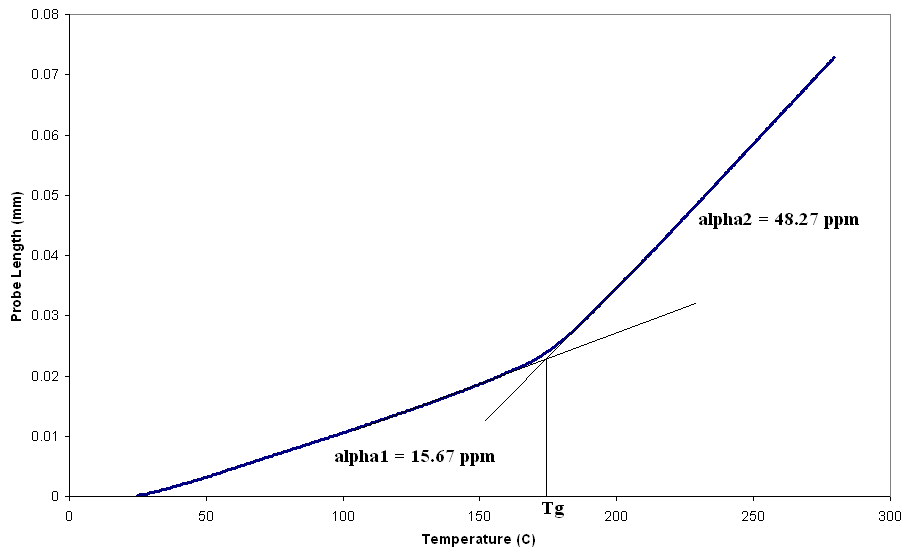 0.08
0.07
0.06
0.05
0.04
0.03
0.02
0.01
0
Probe Length (mm)
alpha2 = 48.27 ppm
alpha1 = 15.67 ppm
Tg
0 50 100 150 200 250 300
Temperature (C)